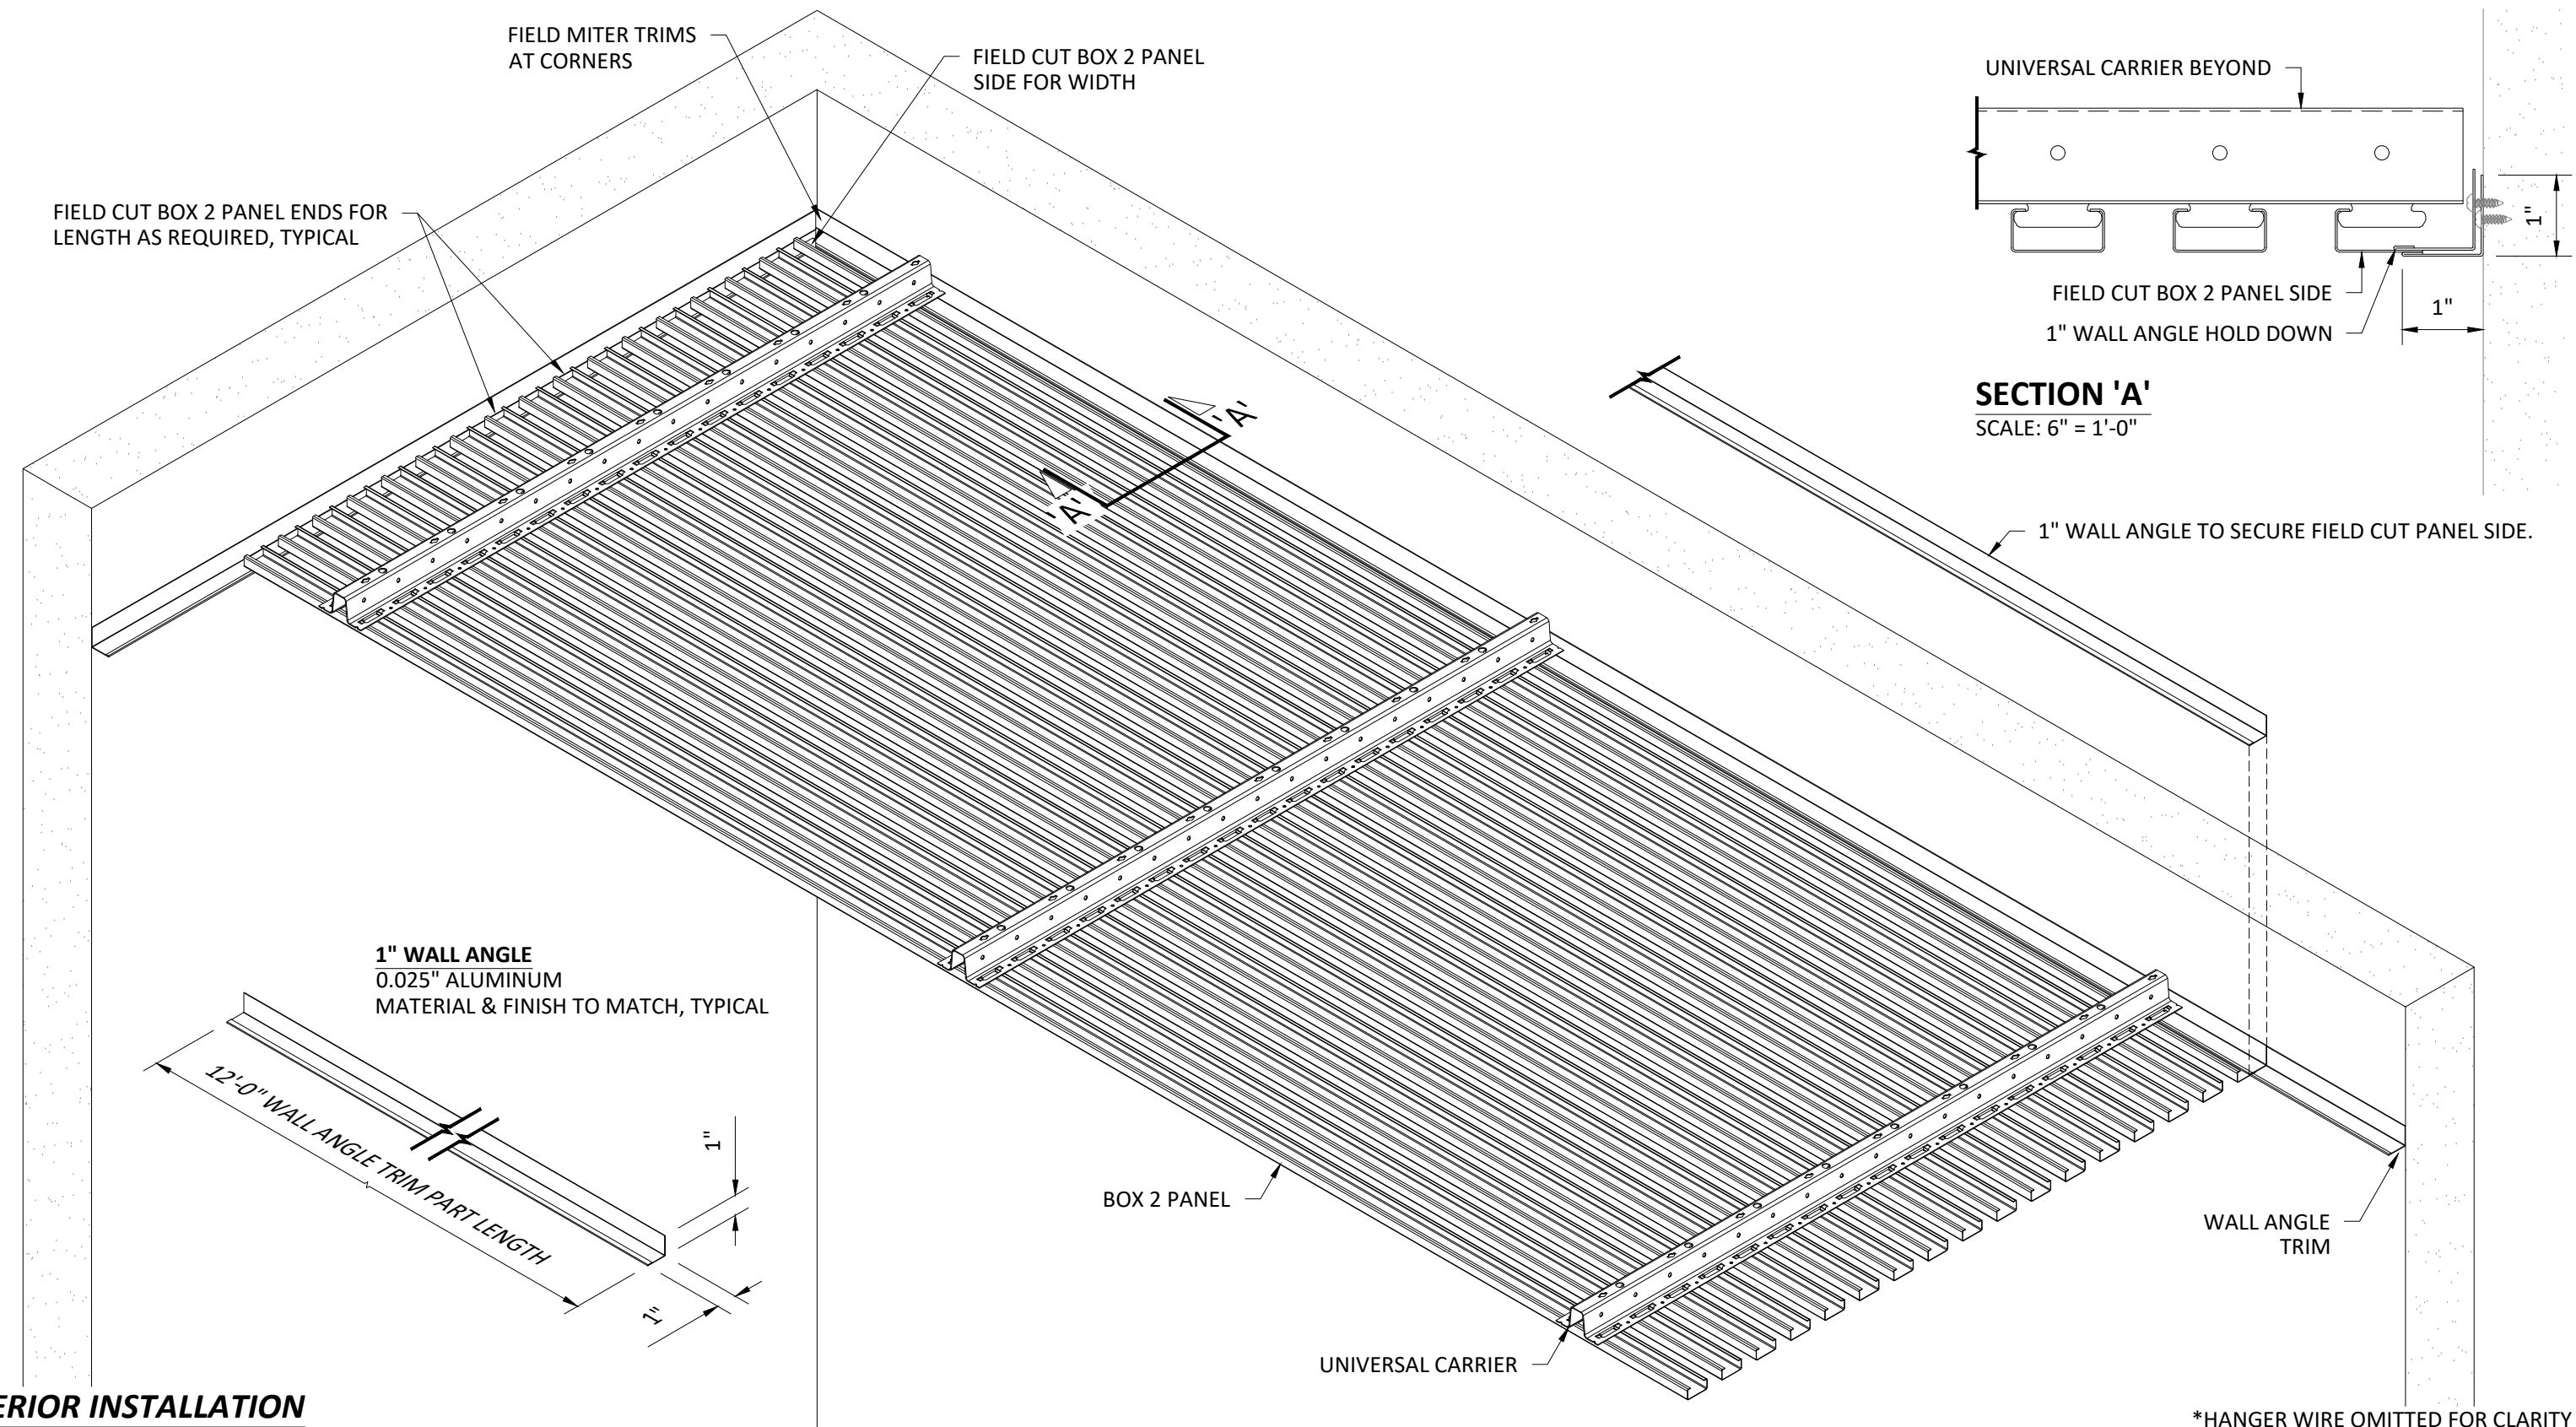 FIELD MITER TRIMS
AT CORNERS
FIELD CUT BOX 2 PANEL
SIDE FOR WIDTH
UNIVERSAL CARRIER BEYOND
FIELD CUT BOX 2 PANEL ENDS FOR
LENGTH AS REQUIRED, TYPICAL
1"
FIELD CUT BOX 2 PANEL SIDE
1"
1" WALL ANGLE HOLD DOWN
SECTION 'A'
SCALE: 6" = 1'-0"
'A'
'A'
1" WALL ANGLE TO SECURE FIELD CUT PANEL SIDE.
1" WALL ANGLE
0.025" ALUMINUM
MATERIAL & FINISH TO MATCH, TYPICAL
12'-0" WALL ANGLE TRIM PART LENGTH
1"
1"
BOX 2 PANEL
WALL ANGLE
TRIM
UNIVERSAL CARRIER
ERIOR INSTALLATION
*HANGER WIRE OMITTED FOR CLARITY